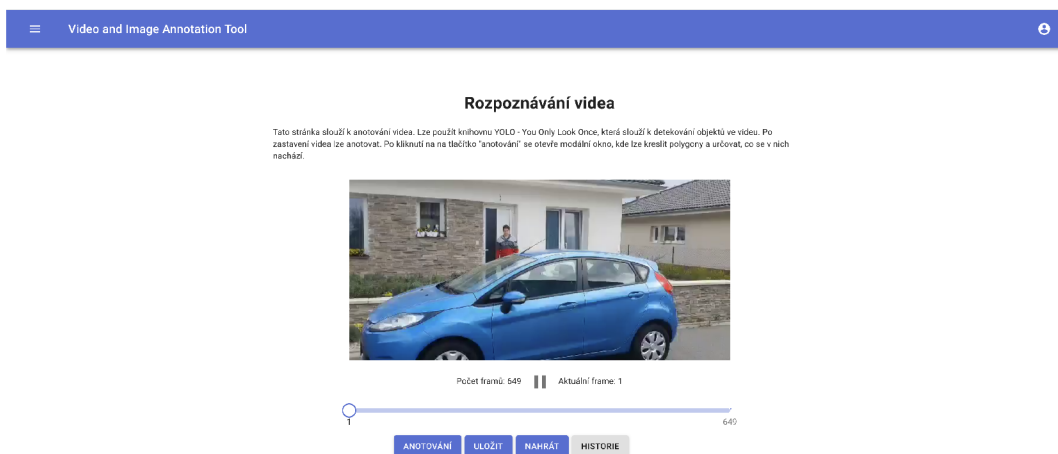 Video and Image Annotation Tool
Rozpoznávání videa
Tato stránka slouží k anotování videa. Lze použít knihovnu YOLO - You Only Look Once, která slouží k detekování objektů ve videu. Po
zastavení videa lze anotovat. Po kliknutí na na tlačítko "anotování" se otevře modální okno, kde lze kreslit polygony a určovat, co se v nich
nachází.
Počet framů: 649 Aktuální frame: 1
1 649
ANOTOVÁNÍ ULOŽIT NAHRÁT HISTORIE